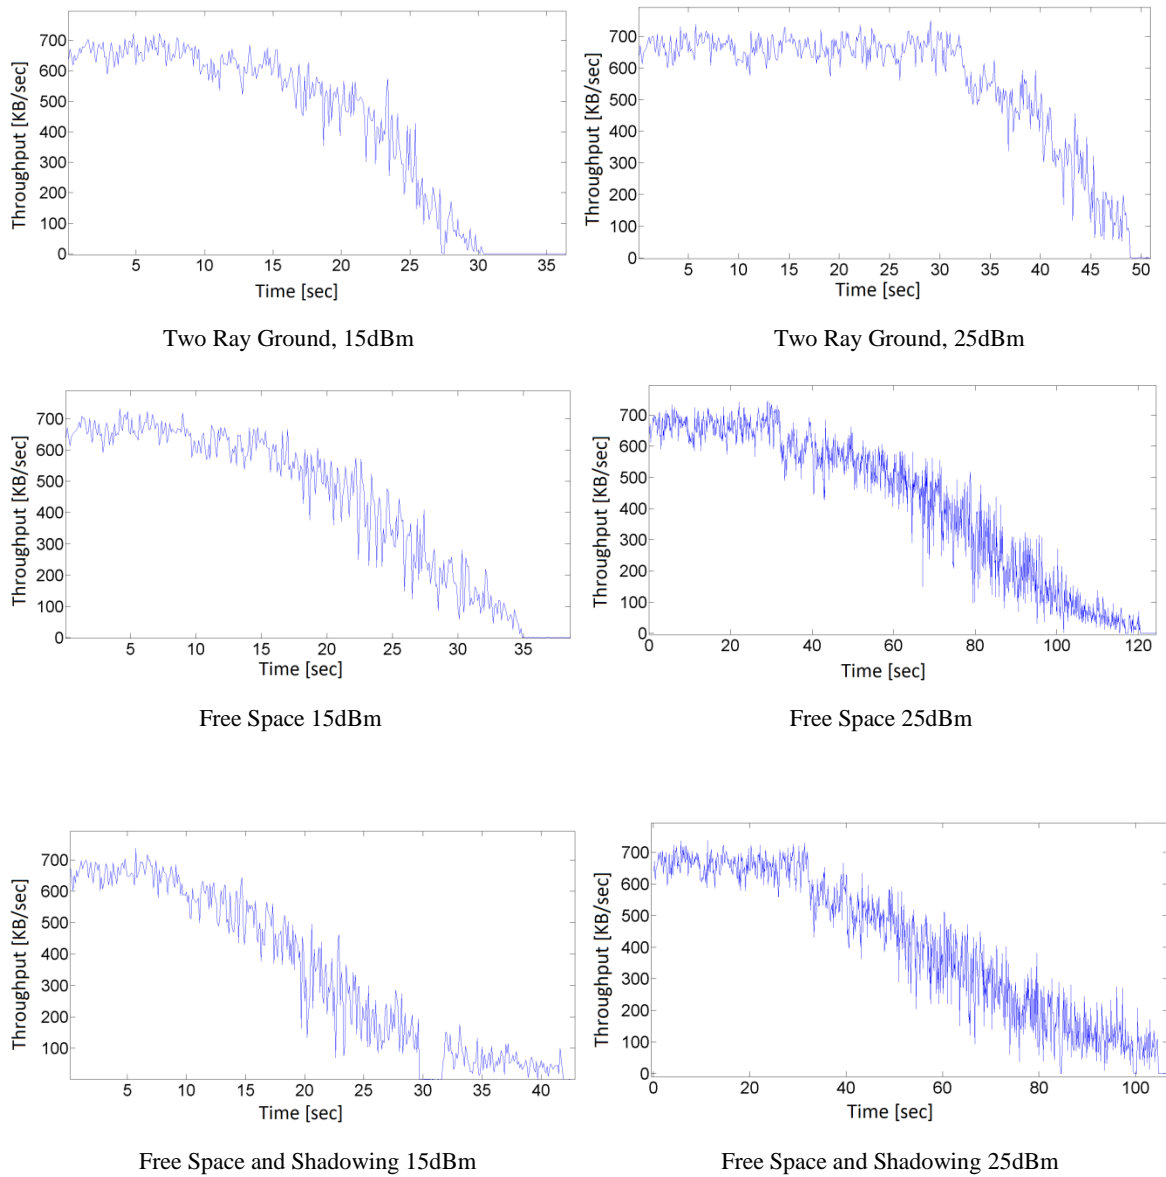 Throughput [KB/sec]
700
600
500
400
300
200
100
0
5 10 15 20 25 30 35
Time [sec]
Two Ray Ground, 15dBm
Throughput [KB/sec]
700
600
500
400
300
200
100
0
5 10 15 20 25 30 35 40 45 50
Time [sec]
Two Ray Ground, 25dBm
Throughput [KB/sec]
700
600
500
400
300
200
100
0
5 10 15 20 25 30 35
Time [sec]
Free Space 15dBm
Throughput [KB/sec]
700
600
500
400
300
200
100
0
0 20 40 60 80 100 120
Time [sec]
Free Space 25dBm
Throughput [KB/sec]
700
600
500
400
300
200
100
5 10 15 20 25 30 35 40
Time [sec]
Free Space and Shadowing 15dBm
Throughput [KB/sec]
700
600
500
400
300
200
100
0
0 20 40 60 80 100
Time [sec]
Free Space and Shadowing 25dBm